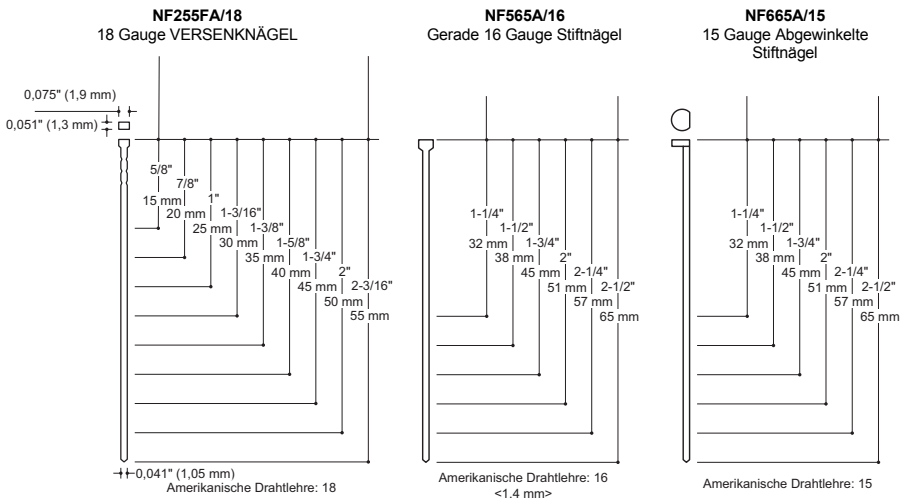 NF255FA/18
18 Gauge VERSENKNÄGEL
0,075" (1,9 mm)
0,051" (1,3 mm)
5/8"
15 mm
7/8"
20 mm
1"
25 mm
1-3/16"
30 mm
1-3/8"
35 mm
1-5/8"
40 mm
1-3/4"
45 mm
2"
50 mm
2-3/16"
55 mm
0,041" (1,05 mm)
Amerikanische Drahtlehre: 18
NF565A/16
Gerade 16 Gauge Stiftnägel
1-1/4"
32 mm
1-1/2"
38 mm
1-3/4"
45 mm
2"
51 mm
2-1/4"
57 mm
2-1/2"
65 mm
Amerikanische Drahtlehre: 16
<1,4 mm>
NF665A/15
15 Gauge Abgewinkelte
Stiftnägel
1-1/4"
32 mm
1-1/2"
38 mm
1-3/4"
45 mm
2"
51 mm
2-1/4"
57 mm
2-1/2"
65 mm
Amerikanische Drahtlehre: 15